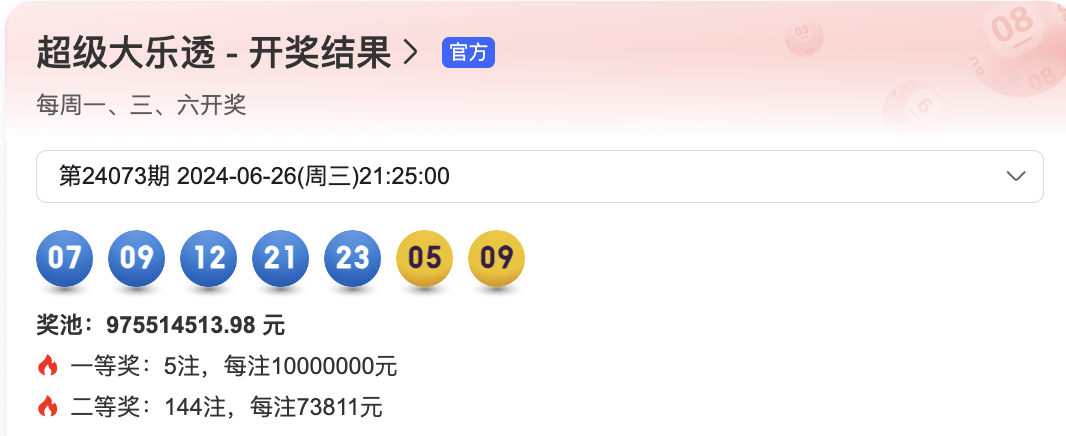 超级大乐透 - 开奖结果 > 官方
每周一、三、六开奖
第24073期 2024-06-26(周三)21:25:00
07 09 12 21 23 05 09
奖池：975514513.98 元
一等奖：5注，每注10000000元
二等奖：144注，每注73811元
03
08
08